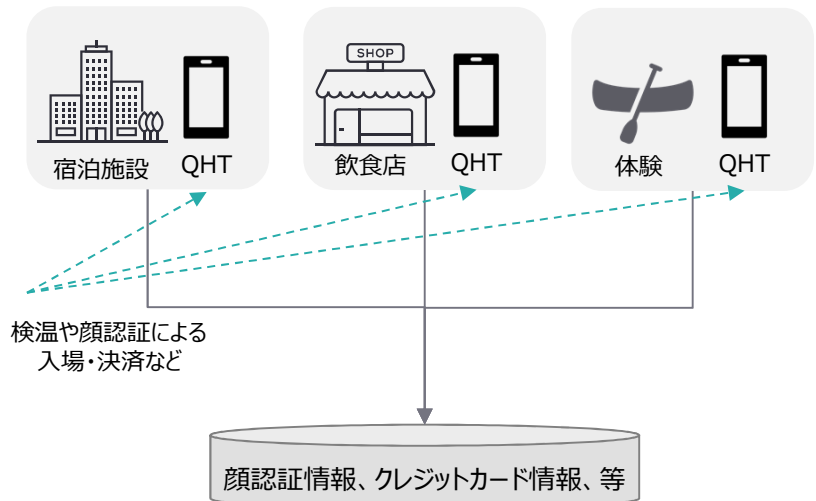 SHOP
宿泊施設 QHT
飲食店 QHT
体験 QHT
検温や顔認証による
入場・決済など
顔認証情報、クレジットカード情報、等